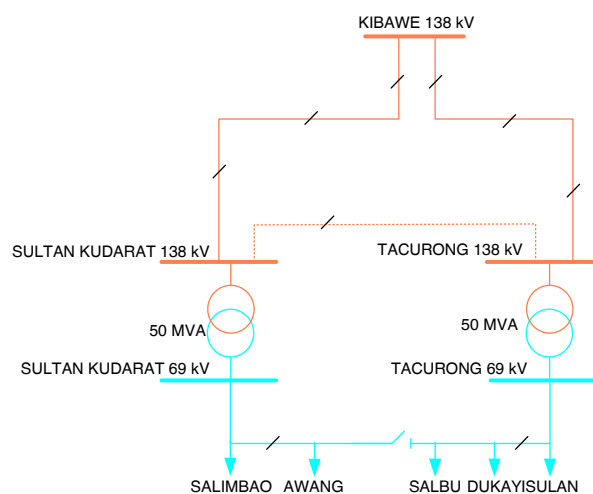 KIBAWE 138 kV
SULTAN KUDARAT 138 kV
TACURONG 138 kV
50 MVA
50 MVA
SULTAN KUDARAT 69 kV
TACURONG 69 kV
SALIMBAO AWANG SALBU DUKAYISULAN